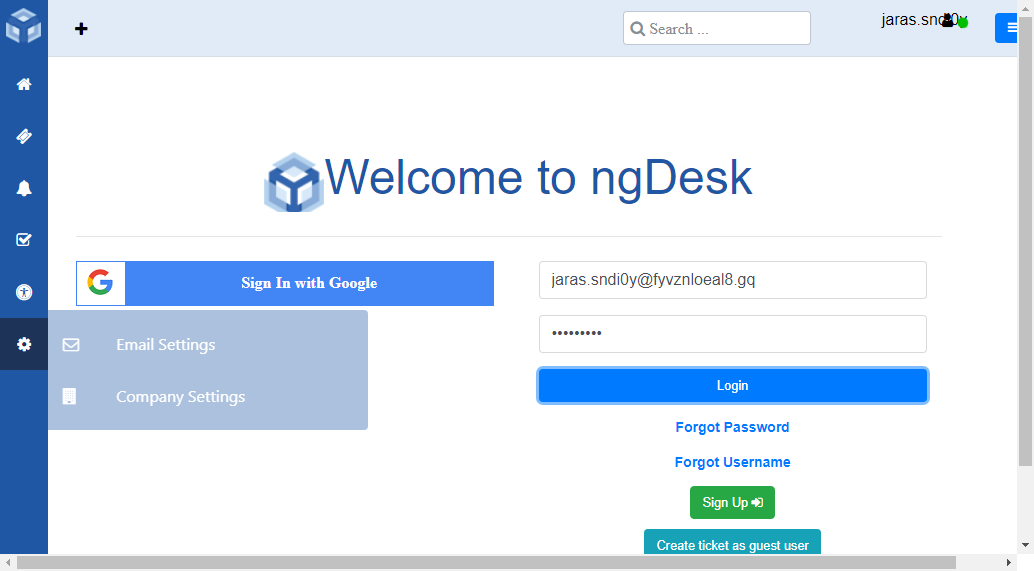 Search ...
jaras.sndi0y
Welcome to ngDesk
Sign In with Google
jaras.sndi0y@fyvznloeal8.gq
•••••••••
Login
Forgot Password
Forgot Username
Sign Up
Create ticket as guest user
Email Settings
Company Settings